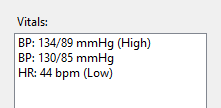 Vitals:
BP: 134/89 mmHg (High)
BP: 130/85 mmHg
HR: 44 bpm (Low)